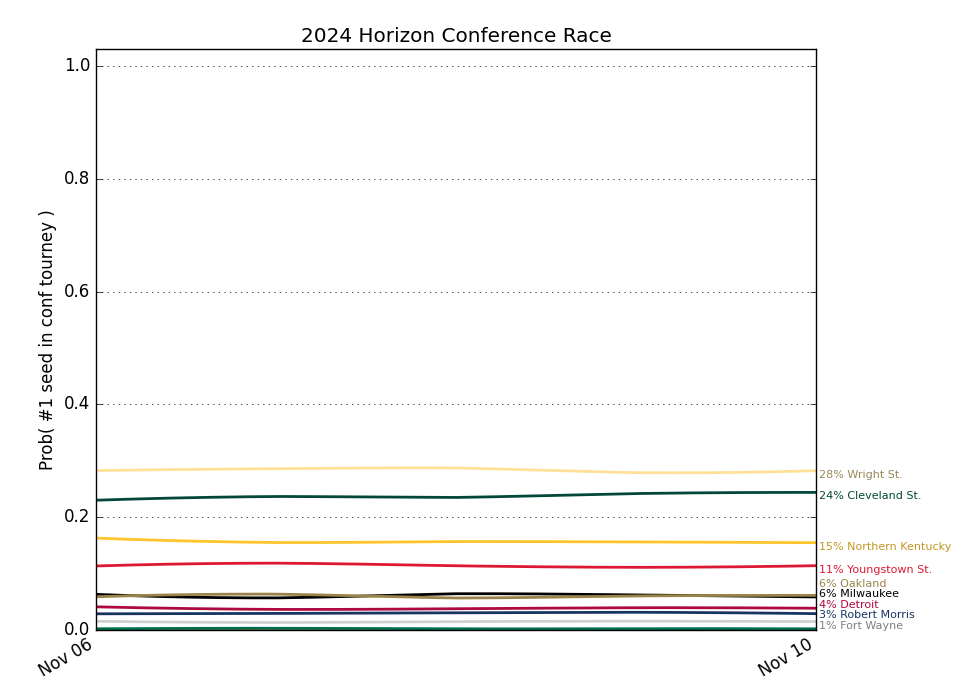 2024 Horizon Conference Race
Prob( #1 seed in conf tourney )
1.0
0.8
0.6
0.4
0.2
0.0
Nov 06
Nov 10
28% Wright St.
24% Cleveland St.
15% Northern Kentucky
11% Youngstown St.
6% Oakland
6% Milwaukee
4% Detroit
3% Robert Morris
1% Fort Wayne